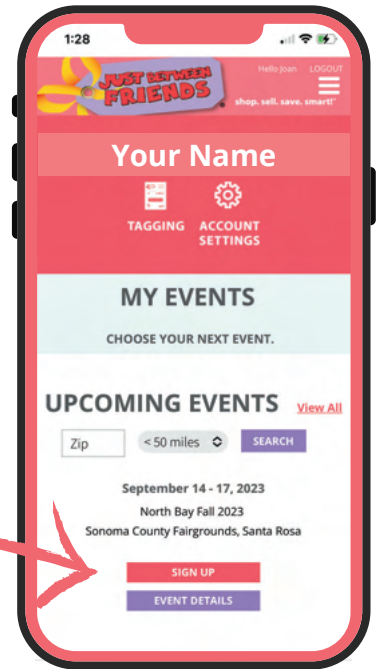 1:28
Hello Joan LOGOUT
JUST BETWEEN
FRIENDS
shop. sell. save. smart!™
Your Name
TAGGING ACCOUNT
SETTINGS
MY EVENTS
CHOOSE YOUR NEXT EVENT.
UPCOMING EVENTS View All
Zip < 50 miles SEARCH
September 14 - 17, 2023
North Bay Fall 2023
Sonoma County Fairgrounds, Santa Rosa
SIGN UP
EVENT DETAILS